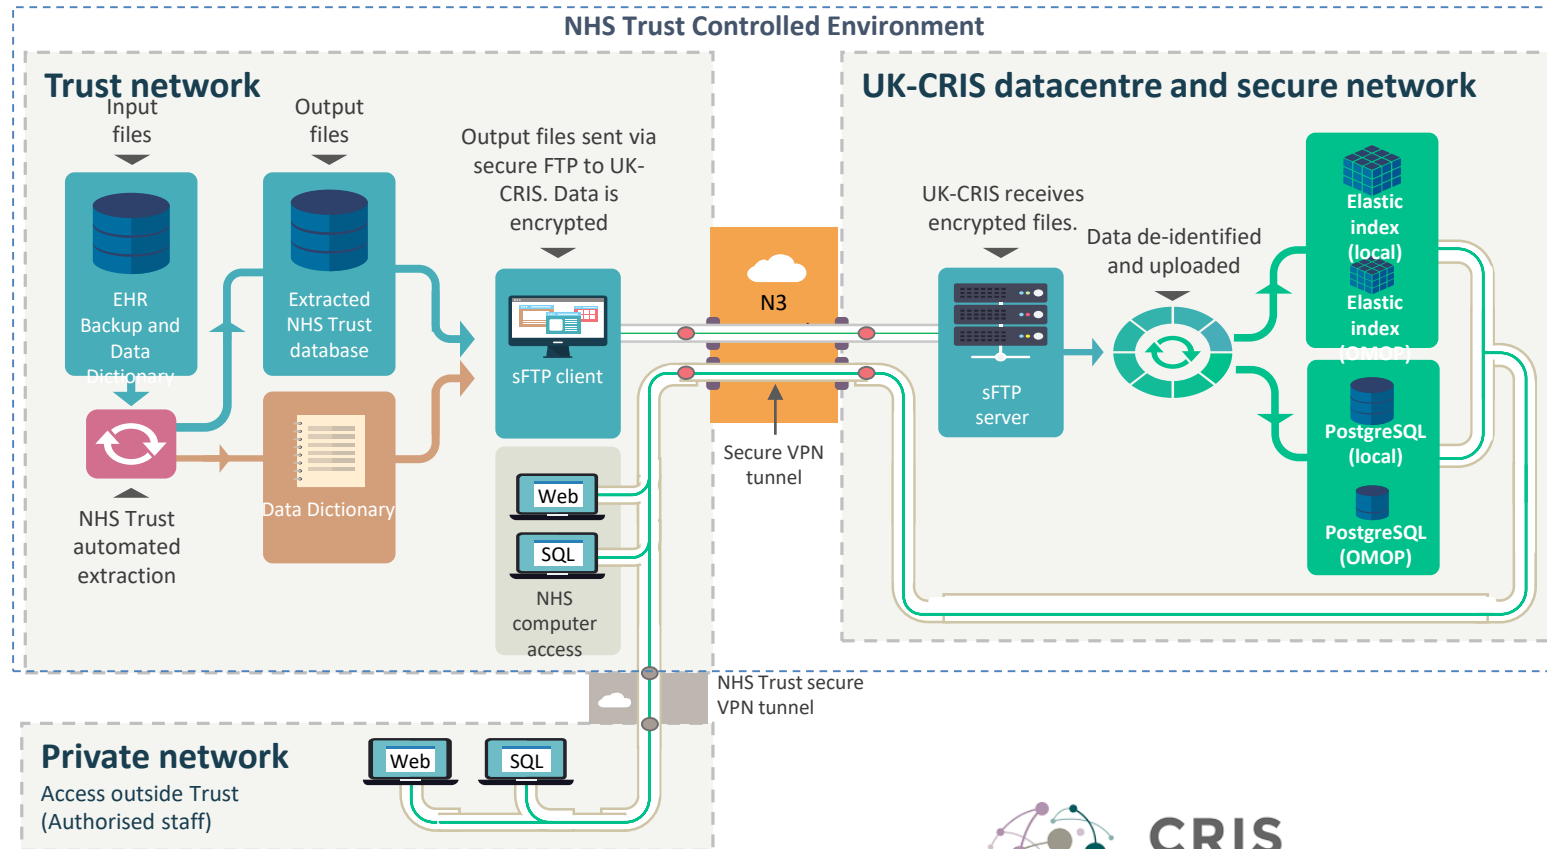 NHS Trust Controlled Environment
Trust network
Input
files
Output
files
Output files sent via
secure FTP to UK-
CRIS. Data is
encrypted
EHR
Backup and
Data
Dictionary
Extracted
NHS Trust
database
sFTP client
Data Dictionary
NHS Trust
automated
extraction
Web
SQL
NHS
computer
access
N3
Secure VPN
tunnel
UK-CRIS datacentre and secure network
UK-CRIS receives
encrypted files.
Data de-identified
and uploaded
sFTP
server
Elastic
index
(local)
Elastic
index
(OMOP)
PostgreSQL
(local)
PostgreSQL
(OMOP)
NHS Trust secure
VPN tunnel
Private network
Access outside Trust
(Authorised staff)
Web
SQL
CRIS